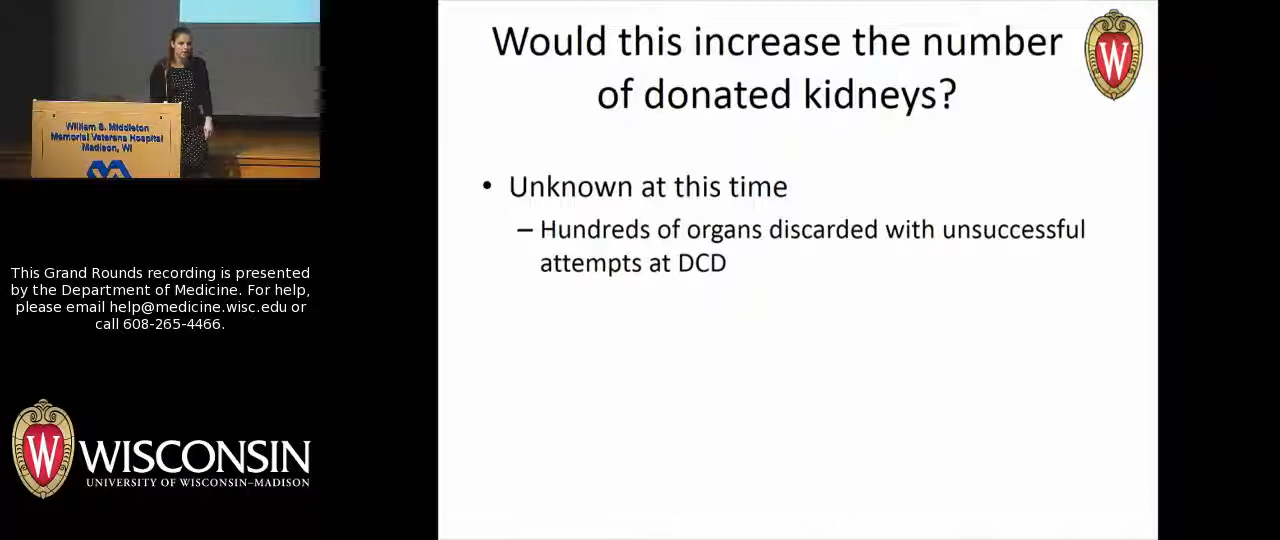 William S. Middleton
Memorial Veterans Hospital
Madison, WI
This Grand Rounds recording is presented
by the Department of Medicine. For help,
please email help@medicine.wisc.edu or
call 608-265-4466.
W WISCONSIN
UNIVERSITY OF WISCONSIN–MADISON
Would this increase the number
of donated kidneys?
W
• Unknown at this time
– Hundreds of organs discarded with unsuccessful
attempts at DCD